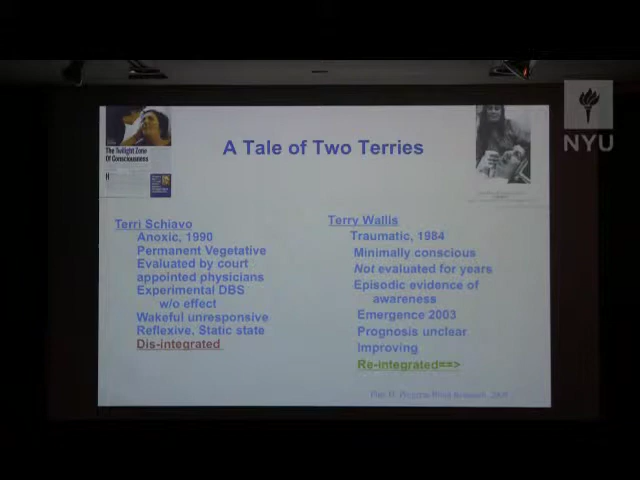 NYU
The Twilight Zone
Of Consciousness
A Tale of Two Terries
Terri Schiavo
Anoxic, 1990
Permanent Vegetative
Evaluated by court
appointed physicians
Experimental DBS
w/o effect
Wakeful unresponsive
Reflexive, Static state
Dis-integrated
Terry Wallis
Traumatic, 1984
Minimally conscious
Not evaluated for years
Episodic evidence of
awareness
Emergence 2003
Prognosis unclear
Improving
Re-integrated==>